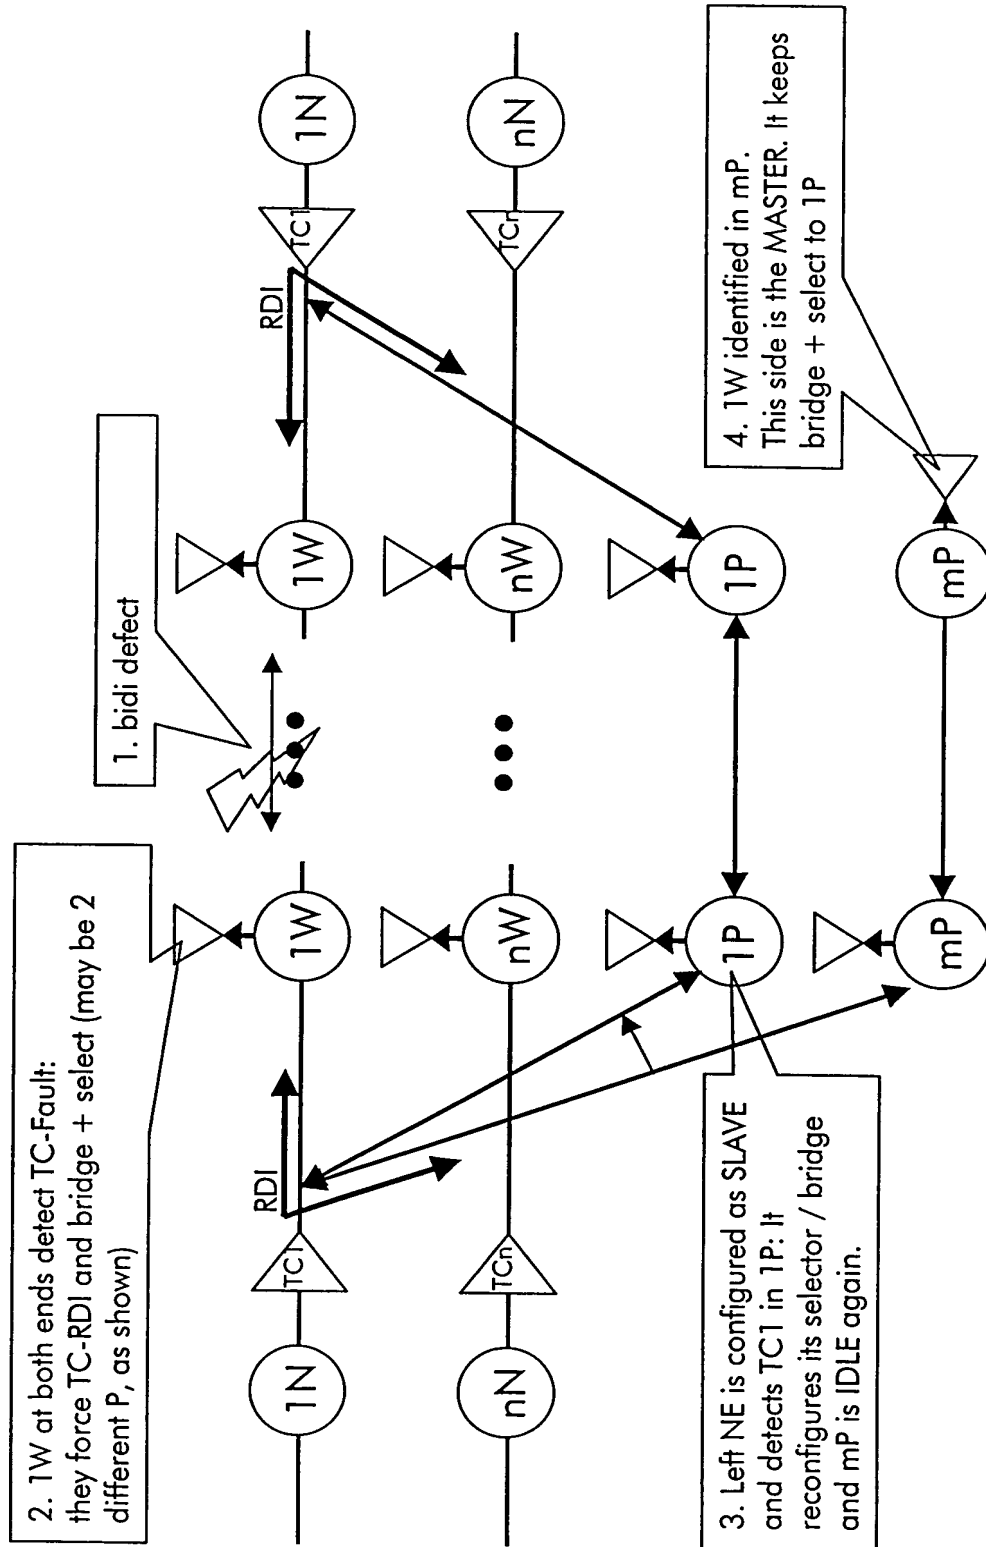 2. 1W at both ends detect TC-Fault:
they force TC-RDI and bridge + select (may be 2
different P, as shown)
1. bidi defect
1N
TC1
RDI
1W
1W
RDI
TC1
1N
nN
TCn
nW
nW
TCn
nN
1P
1P
mP
mP
3. Left NE is configured as SLAVE
and detects TC1 in 1P: It
reconfigures its selector / bridge
and mP is IDLE again.
4. 1W identified in mP.
This side is the MASTER. It keeps
bridge + select to 1P